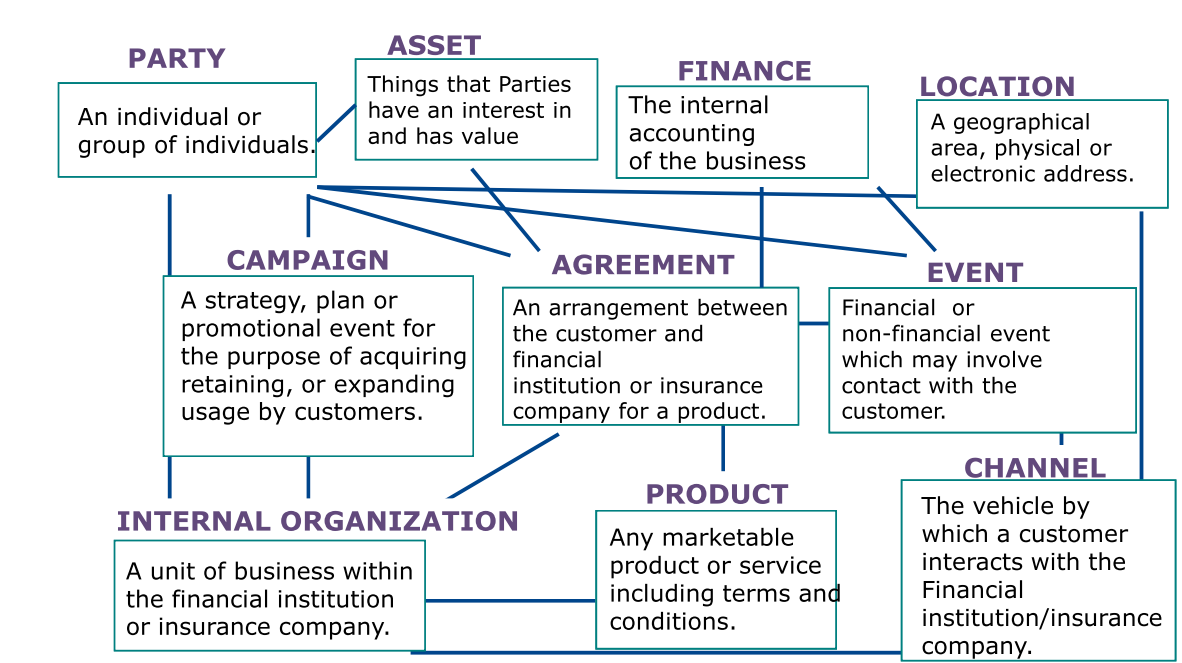 PARTY
An individual or
group of individuals.
ASSET
Things that Parties
have an interest in
and has value
FINANCE
The internal
accounting
of the business
LOCATION
A geographical
area, physical or
electronic address.
CAMPAIGN
A strategy, plan or
promotional event for
the purpose of acquiring
retaining, or expanding
usage by customers.
AGREEMENT
An arrangement between
the customer and
financial
institution or insurance
company for a product.
EVENT
Financial  or
non-financial event
which may involve
contact with the
customer.
INTERNAL ORGANIZATION
A unit of business within
the financial institution
or insurance company.
PRODUCT
Any marketable
product or service
including terms and
conditions.
CHANNEL
The vehicle by
which a customer
interacts with the
Financial
institution/insurance
company.